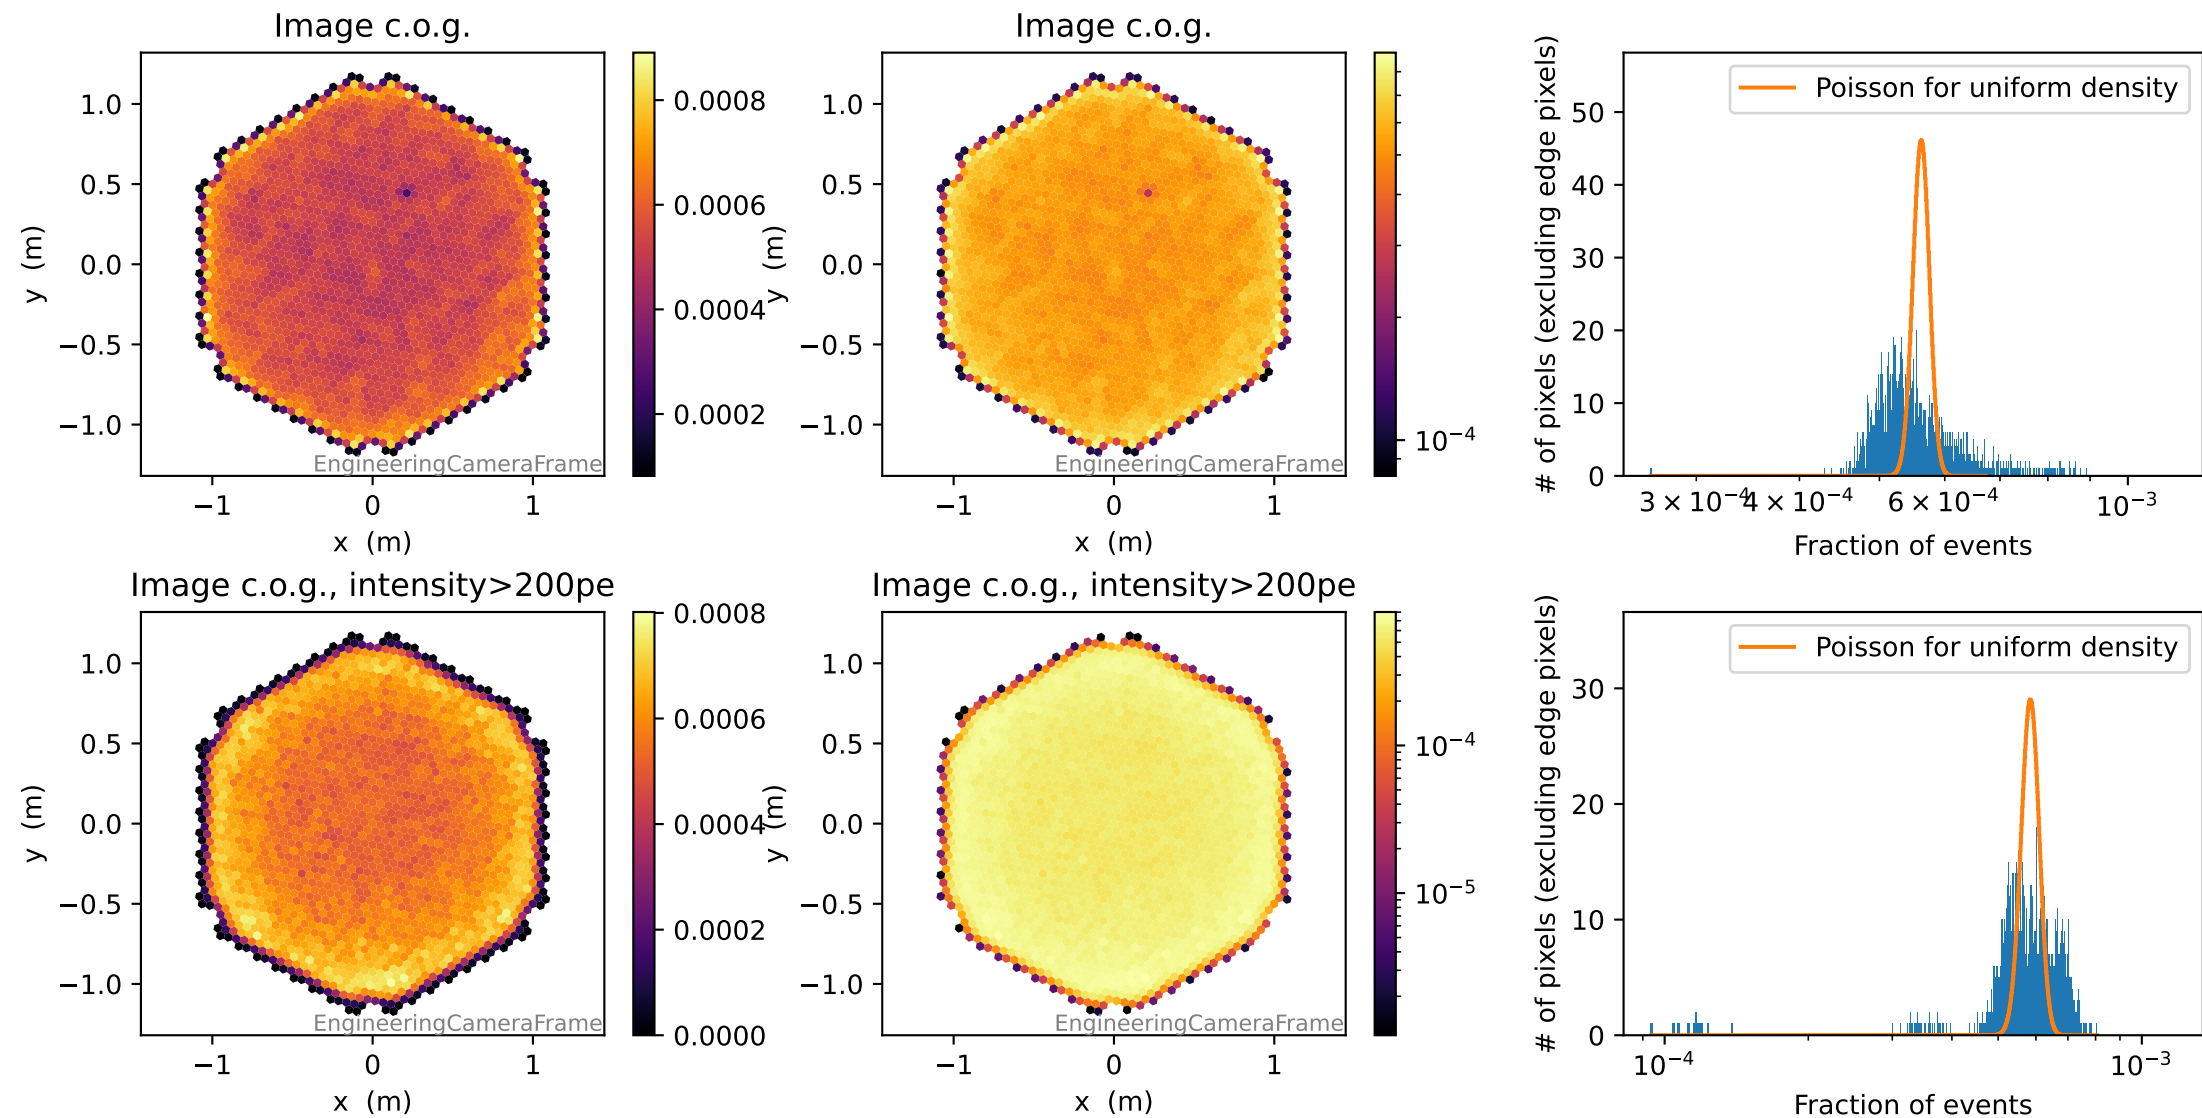 Image c.o.g.
1.0
0.5
0.0
−0.5
−1.0
y (m)
−1
0
1
x (m)
EngineeringCameraFrame
0.0008
0.0006
0.0004
0.0002
Image c.o.g.
1.0
0.5
0.0
−0.5
−1.0
y (m)
−1
0
1
x (m)
EngineeringCameraFrame
10⁻⁴
# of pixels (excluding edge pixels)
50
40
30
20
10
0
Poisson for uniform density
3 × 10⁻⁴
4 × 10⁻⁴
6 × 10⁻⁴
10⁻³
Fraction of events
Image c.o.g., intensity>200pe
1.0
0.5
0.0
−0.5
−1.0
y (m)
−1
0
1
x (m)
EngineeringCameraFrame
0.0008
0.0006
0.0004
0.0002
0.0000
Image c.o.g., intensity>200pe
1.0
0.5
0.0
−0.5
−1.0
y (m)
−1
0
1
x (m)
EngineeringCameraFrame
10⁻⁴
10⁻⁵
# of pixels (excluding edge pixels)
30
20
10
0
Poisson for uniform density
10⁻⁴
10⁻³
Fraction of events